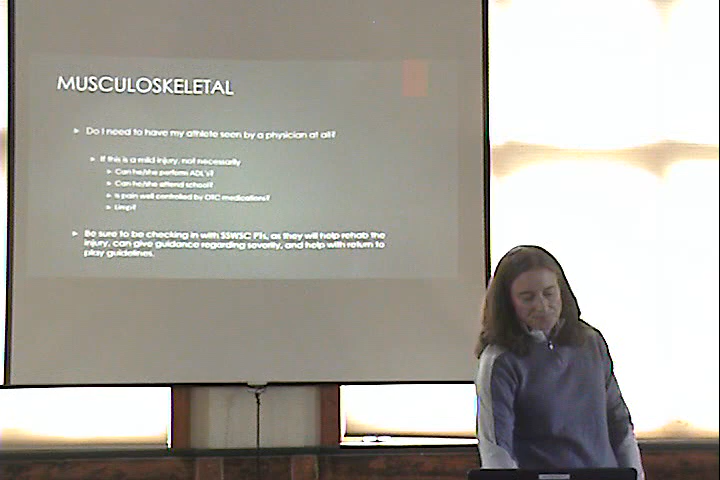 MUSCULOSKELETAL
Do I need to have my athlete seen by a physician at all?
If this is a mild injury, not necessarily
Can he/she perform ADL's?
Can he/she attend school?
Is pain well controlled by OTC medications?
Limp?
Be sure to be checking in with SSWSC PTs, as they will help rehab the
injury, can give guidance regarding severity, and help with return to
play guidelines.